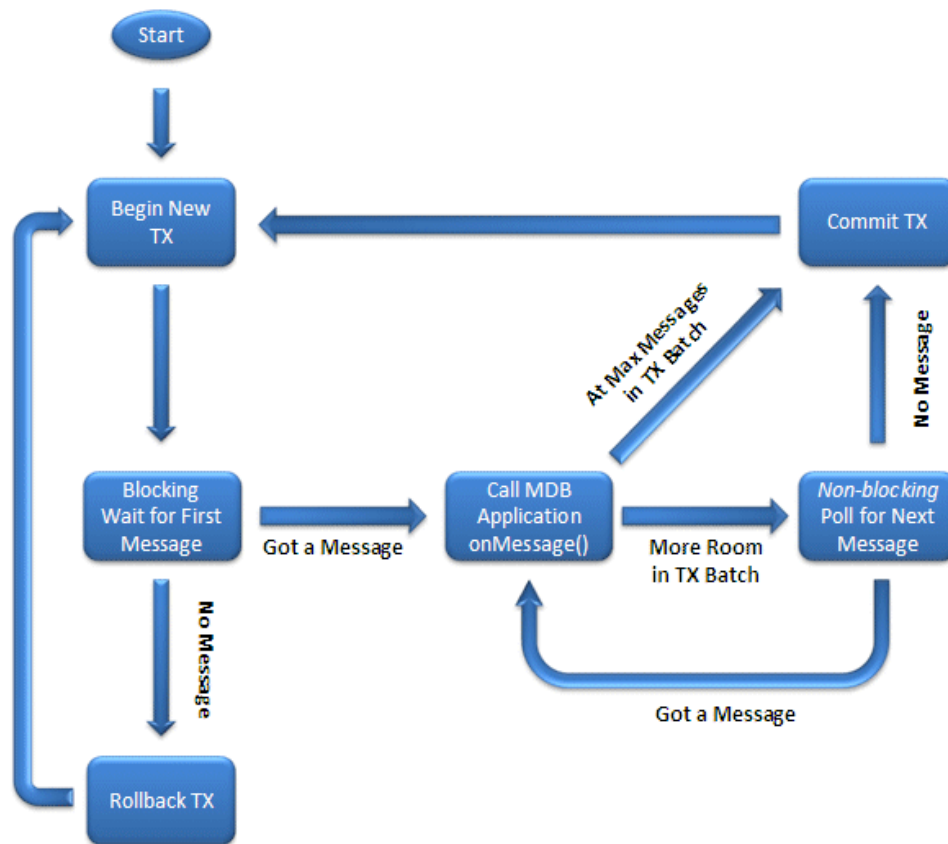 Start
Begin New
TX
Commit TX
At Max Messages
in TX Batch
No Message
Blocking
Wait for First
Message
Got a Message
Call MDB
Application
onMessage()
More Room
in TX Batch
Non-blocking
Poll for Next
Message
No Message
Got a Message
Rollback TX